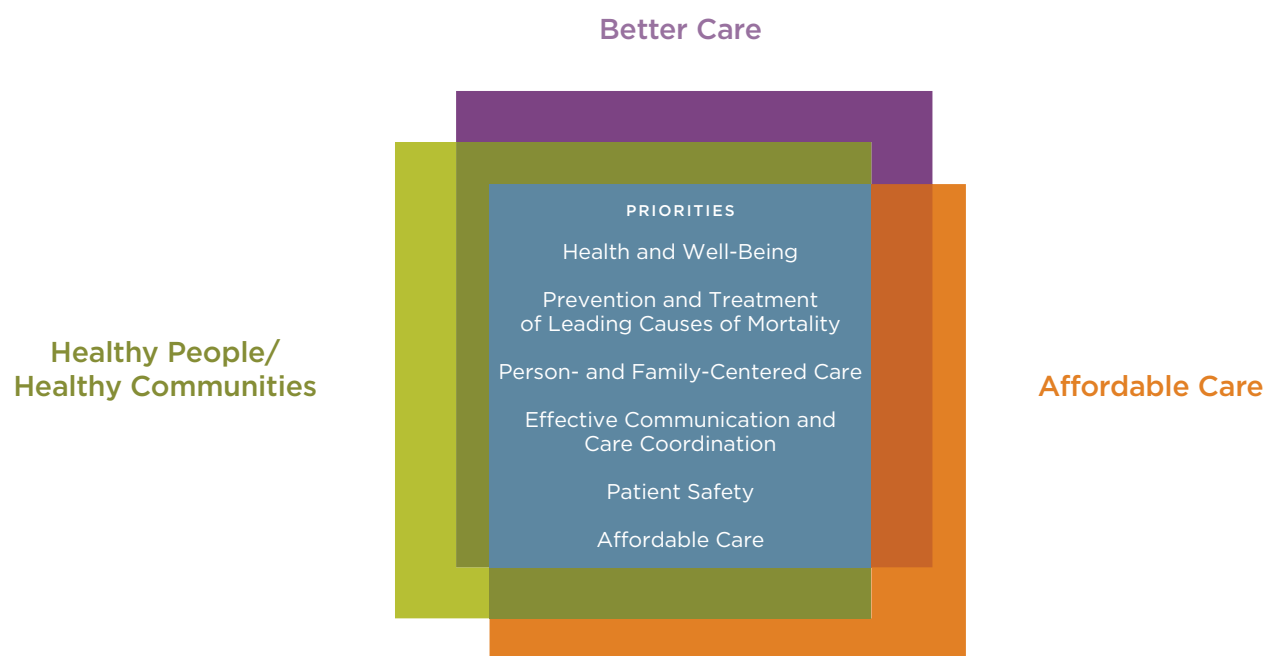 Better Care
PRIORITIES
Health and Well-Being
Prevention and Treatment
of Leading Causes of Mortality
Person- and Family-Centered Care
Effective Communication and
Care Coordination
Patient Safety
Affordable Care
Healthy People/
Healthy Communities
Affordable Care